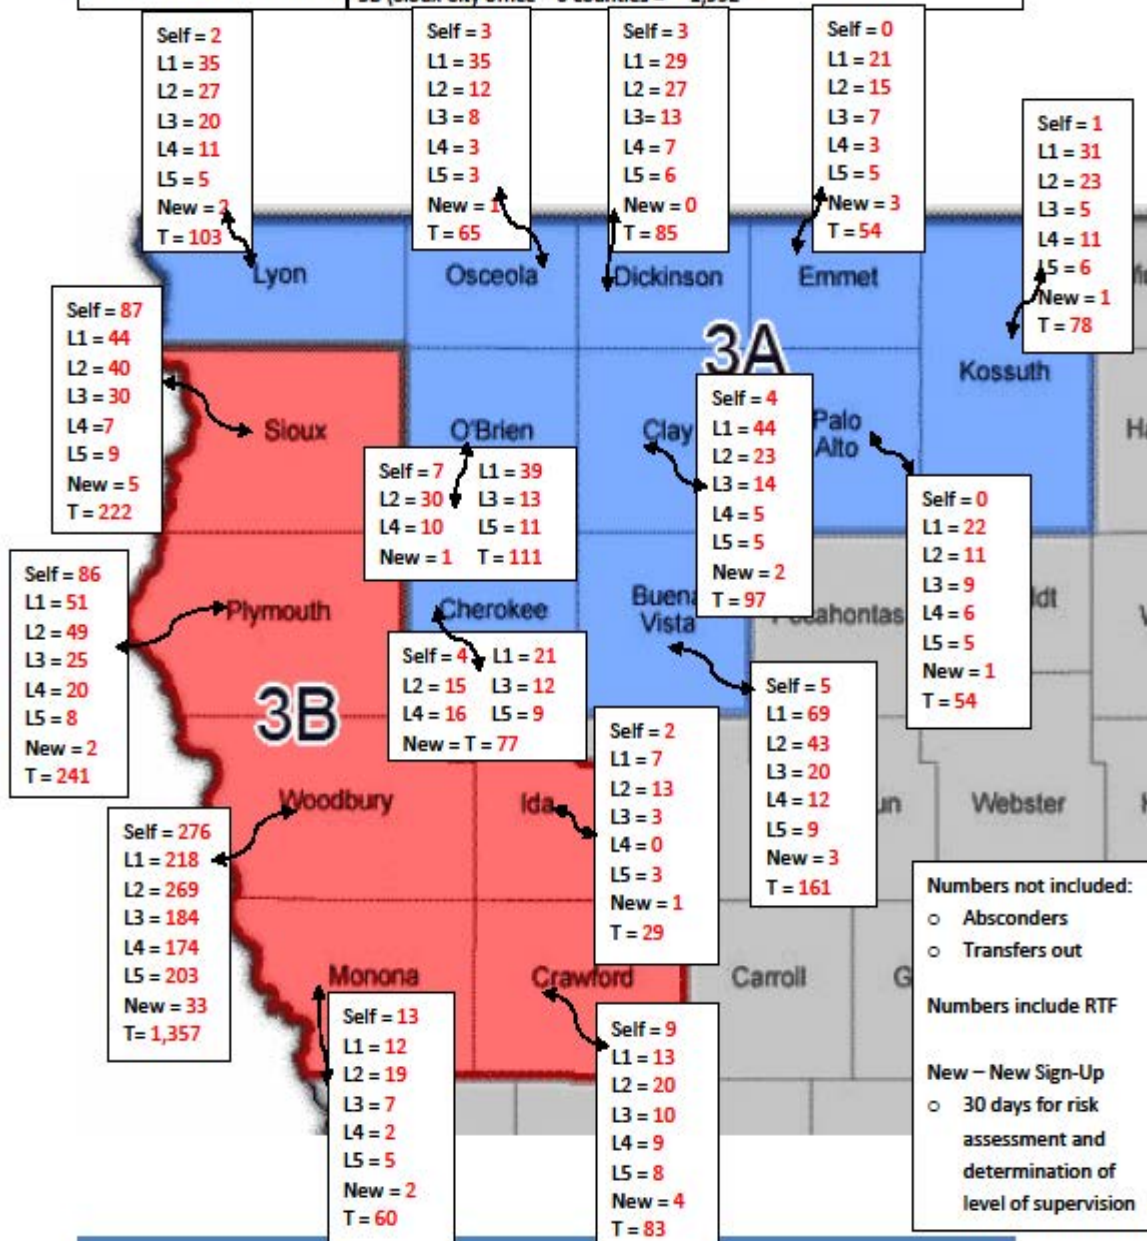 Self = 2
L1 = 35
L2 = 27
L3 = 20
L4 = 11
L5 = 5
New = 2
T = 103
Self = 3
L1 = 35
L2 = 12
L3 = 8
L4 = 3
L5 = 3
New = 1
T = 65
Self = 3
L1 = 29
L2 = 27
L3= 13
L4 = 7
L5 = 6
New = 0
T = 85
Self = 0
L1 = 21
L2 = 15
L3 = 7
L4 = 3
L5 = 5
New = 3
T = 54
Self = 1
L1 = 31
L2 = 23
L3 = 5
L4 = 11
L5 = 6
New = 1
T = 78
Lyon
Osceola
Dickinson
Emmet
Kossuth
3A
Self = 87
L1 = 44
L2 = 40
L3 = 30
L4 =7
L5 = 9
New = 5
T = 222
Sioux
O'Brien
Clay
Palo
Alto
Self = 7 L1 = 39
L2 = 30 L3 = 13
L4 = 10 L5 = 11
New = 1 T = 111
Self = 4
L1 = 44
L2 = 23
L3 = 14
L4 = 5
L5 = 5
New = 2
T = 97
Self = 0
L1 = 22
L2 = 11
L3 = 9
L4 = 6
L5 = 5
New = 1
T = 54
Self = 86
L1 = 51
L2 = 49
L3 = 25
L4 = 20
L5 = 8
New = 2
T = 241
Plymouth
Cherokee
Buena
Vista
Self = 4 L1 = 21
L2 = 15 L3 = 12
L4 = 16 L5 = 9
New = T = 77
3B
Self = 5
L1 = 69
L2 = 43
L3 = 20
L4 = 12
L5 = 9
New = 3
T = 161
Self = 2
L1 = 7
L2 = 13
L3 = 3
L4 = 0
L5 = 3
New = 1
T = 29
Woodbury
Ida
Webster
Self = 276
L1 = 218
L2 = 269
L3 = 184
L4 = 174
L5 = 203
New = 33
T= 1,357
Monona
Crawford
Carroll
Self = 13
L1 = 12
L2 = 19
L3 = 7
L4 = 2
L5 = 5
New = 2
T = 60
Self = 9
L1 = 13
L2 = 20
L3 = 10
L4 = 9
L5 = 8
New = 4
T = 83
Numbers not included:
o Absconders
o Transfers out
Numbers include RTF
New – New Sign-Up
o 30 days for risk
assessment and
determination of
level of supervision